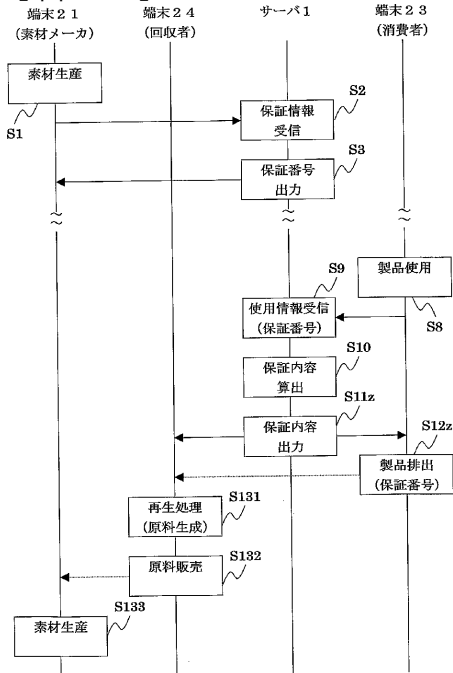 端末２１
端末２４
サーバ１
端末２３
(素材メーカ)
(回収者)
(消費者)
素材生産
S1
S2
保証情報
受信
S3
保証番号
出力
S9
製品使用
S8
使用情報受信
(保証番号)
S10
保証内容
算出
S11z
保証内容
出力
S12z
製品排出
(保証番号)
S131
再生処理
(原料生成)
S132
原料販売
S133
素材生産